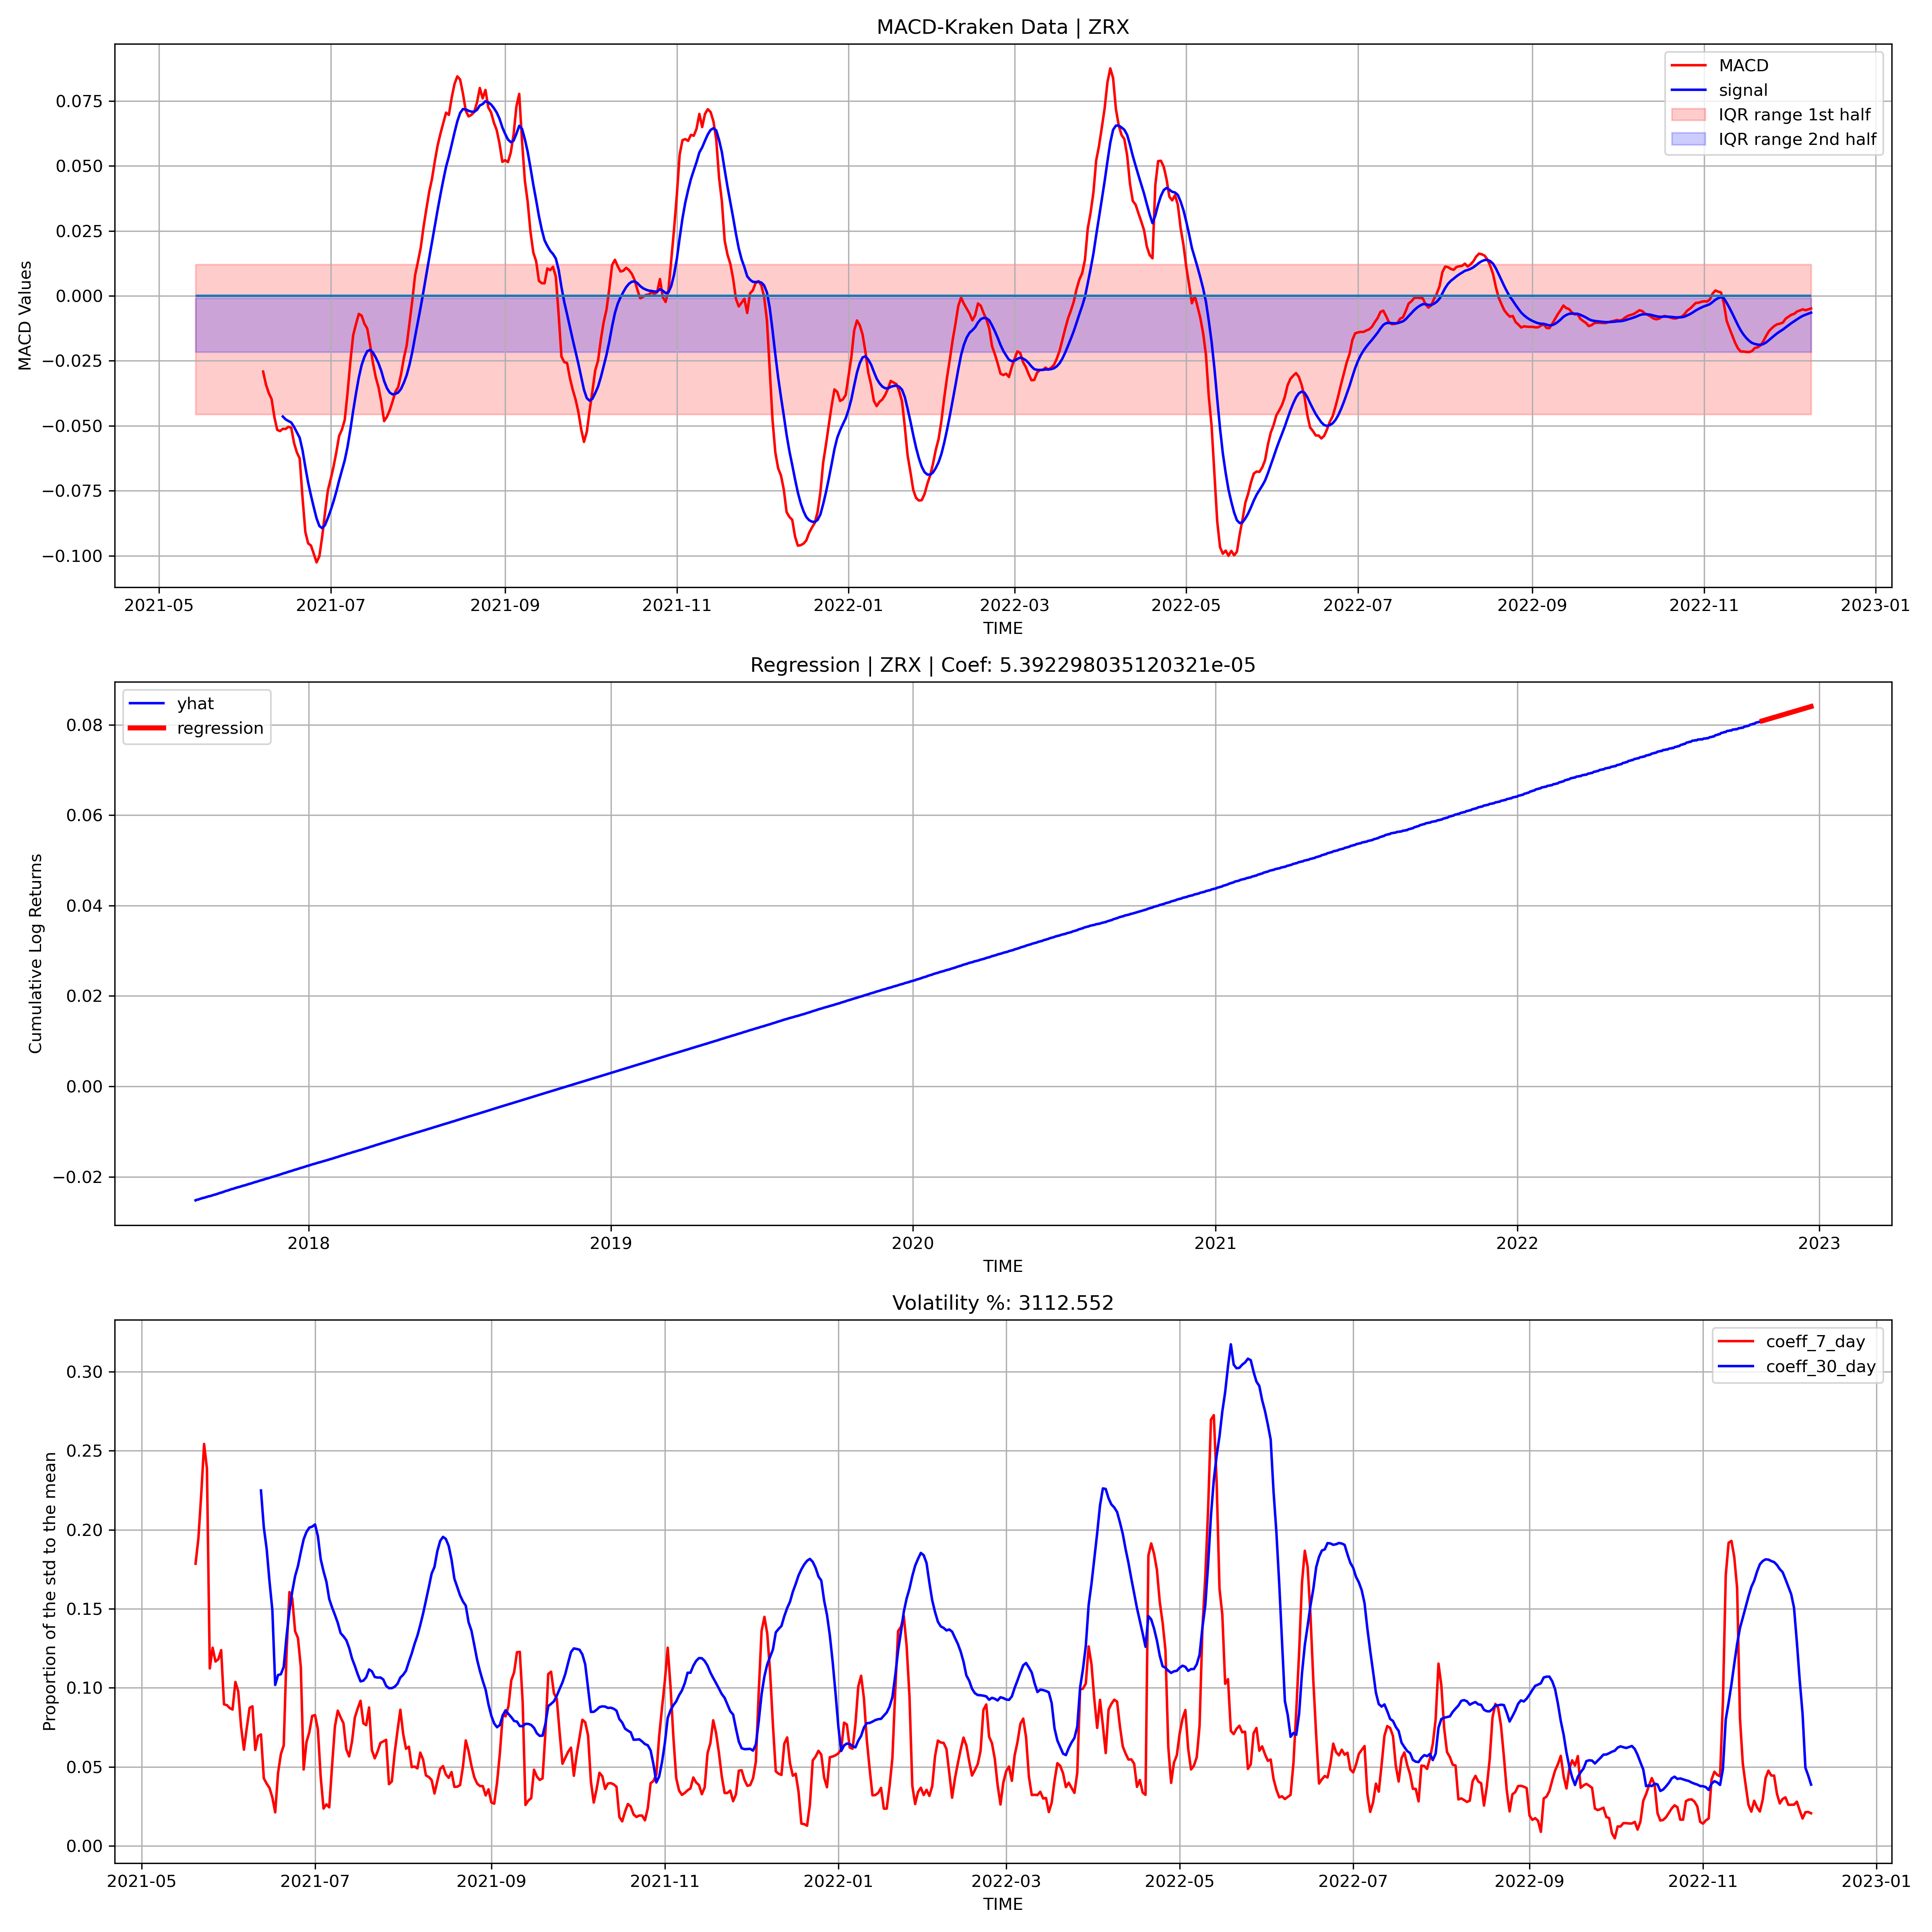 MACD-Kraken Data | ZRX
MACD
signal
IQR range 1st half
IQR range 2nd half
MACD Values
0.075
0.050
0.025
0.000
−0.025
−0.050
−0.075
−0.100
2021-05 2021-07 2021-09 2021-11 2022-01 2022-03 2022-05 2022-07 2022-09 2022-11 2023-01
TIME
Regression | ZRX | Coef: 5.392298035120321e-05
yhat
regression
Cumulative Log Returns
0.08
0.06
0.04
0.02
0.00
−0.02
2018 2019 2020 2021 2022 2023
TIME
Volatility %: 3112.552
coeff_7_day
coeff_30_day
Proportion of the std to the mean
0.30
0.25
0.20
0.15
0.10
0.05
0.00
2021-05 2021-07 2021-09 2021-11 2022-01 2022-03 2022-05 2022-07 2022-09 2022-11 2023-01
TIME